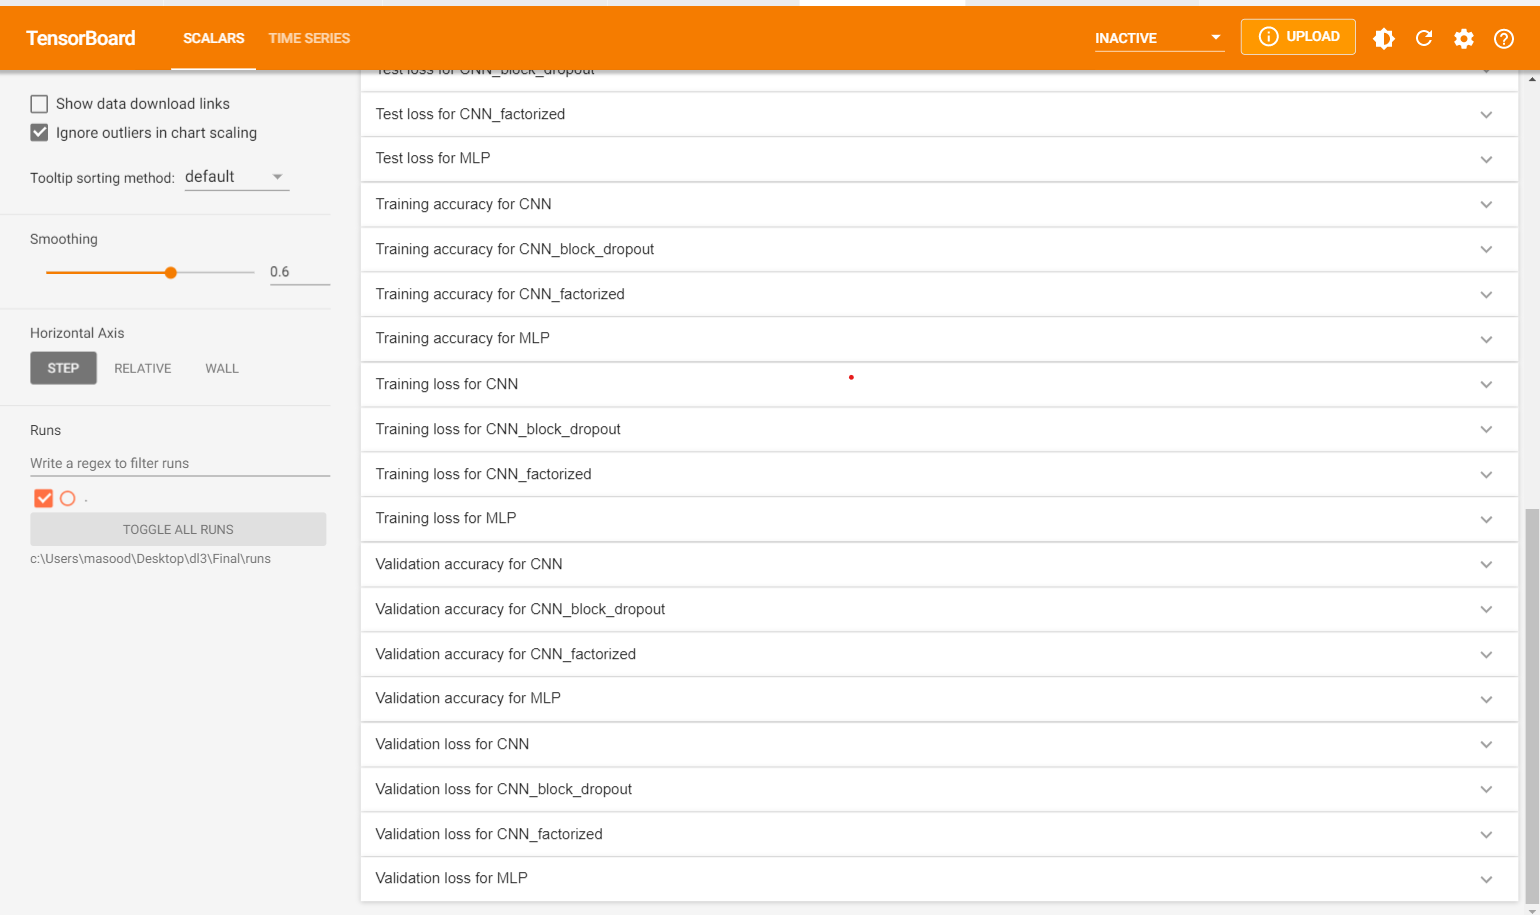 TensorBoard
SCALARS
TIME SERIES
INACTIVE
UPLOAD
Show data download links
Ignore outliers in chart scaling
Tooltip sorting method: default
Smoothing
0.6
Horizontal Axis
STEP RELATIVE WALL
Runs
Write a regex to filter runs
.
TOGGLE ALL RUNS
c:\Users\masood\Desktop\dl3\Final\runs
Test loss for CNN_block_dropout
Test loss for CNN_factorized
Test loss for MLP
Training accuracy for CNN
Training accuracy for CNN_block_dropout
Training accuracy for CNN_factorized
Training accuracy for MLP
Training loss for CNN
Training loss for CNN_block_dropout
Training loss for CNN_factorized
Training loss for MLP
Validation accuracy for CNN
Validation accuracy for CNN_block_dropout
Validation accuracy for CNN_factorized
Validation accuracy for MLP
Validation loss for CNN
Validation loss for CNN_block_dropout
Validation loss for CNN_factorized
Validation loss for MLP